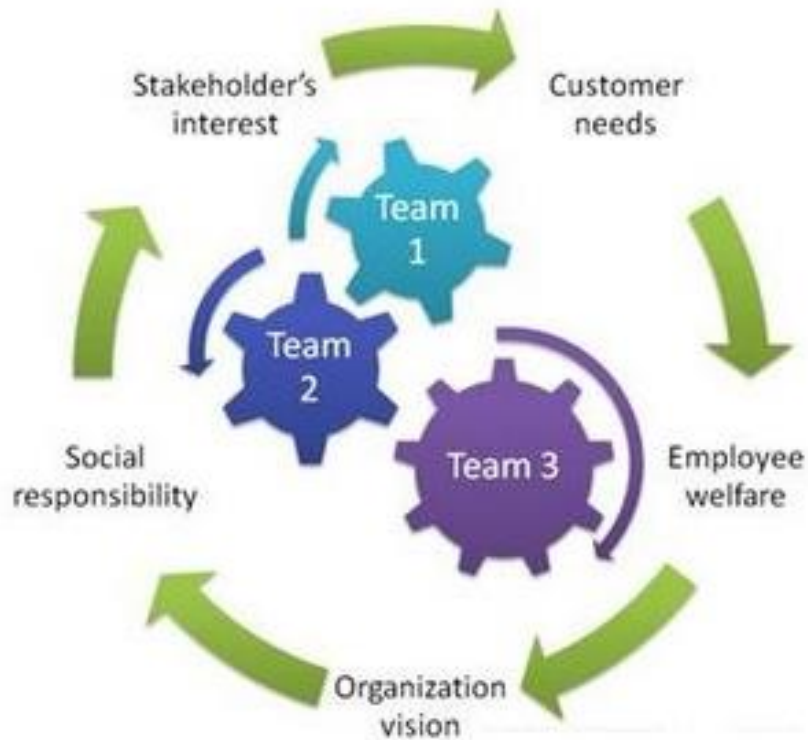 Stakeholder's
interest
Customer
needs
Team
1
Team
2
Team 3
Social
responsibility
Employee
welfare
Organization
vision